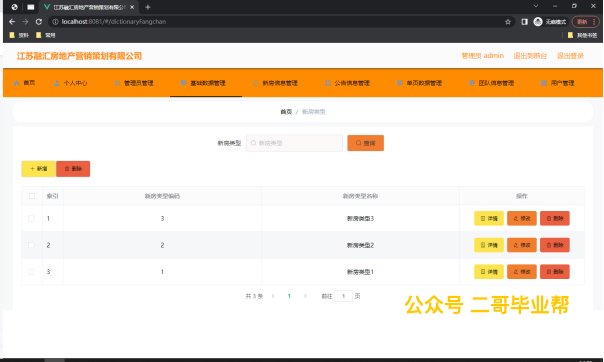 江苏融汇房地产营销策划有限公司
localhost:8081/#/dictionaryFangchan
无痕模式
更新
资料 常用
其他书签
江苏融汇房地产营销策划有限公司
管理员 admin 退出到前台 退出登录
首页 个人中心 管理员管理 基础数据管理 新房信息管理 公告信息管理 单页数据管理 团队信息管理 用户管理
首页 / 新房类型
新房类型 新房类型 查询
+ 新增 删除
索引 新房类型编码 新房类型名称 操作
1 3 新房类型3 详情 修改 删除
2 2 新房类型2 详情 修改 删除
3 1 新房类型1 详情 修改 删除
共 3 条 < 1 > 前往 1 页
公众号 二哥毕业帮